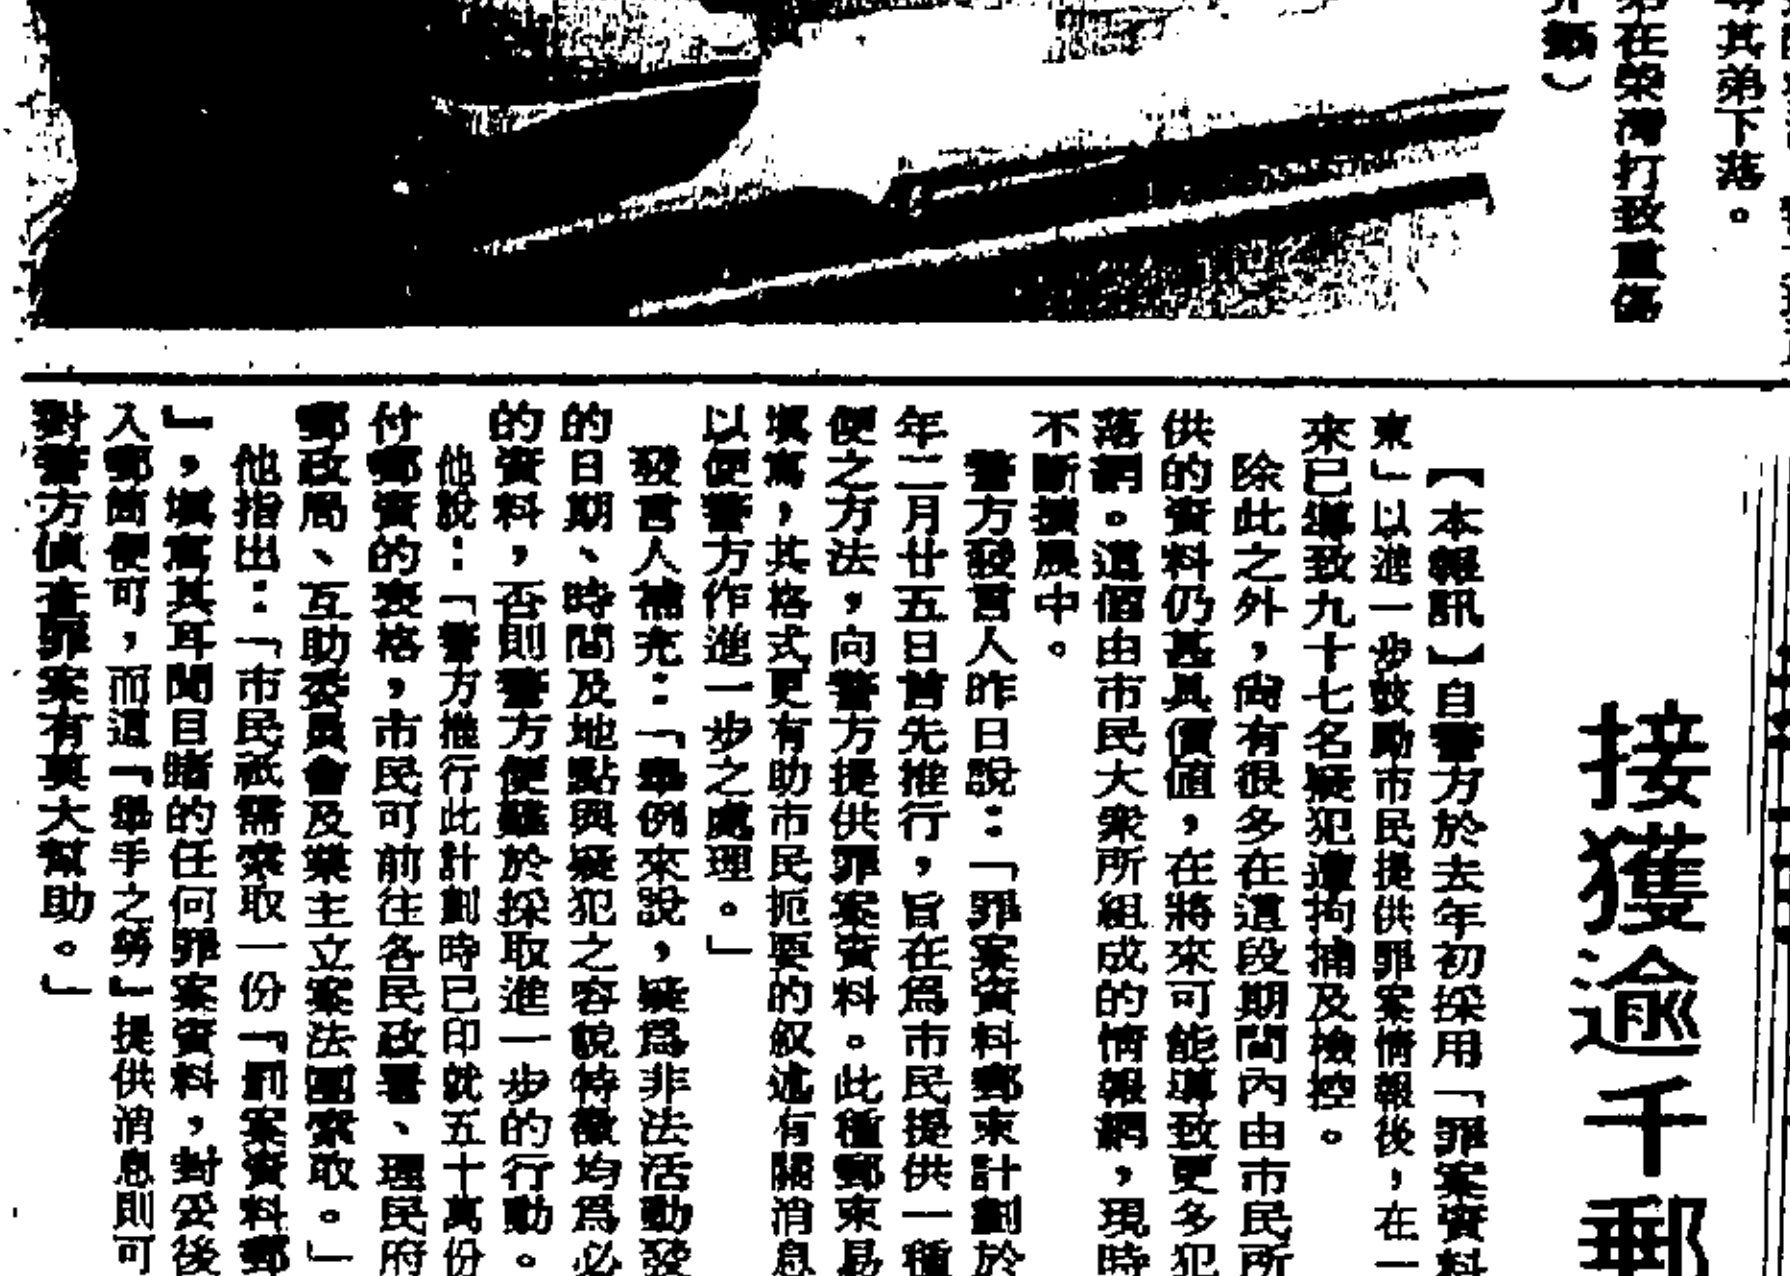 其弟下落。
在荃灣打致重傷
接獲逾千郵
【本報訊】自警方於去年初採用「罪案資料
柬」以進一步鼓勵市民提供罪案情報後，在一
來已導致九十七名疑犯遭拘捕及檢控。
除此之外，尙有很多在這段期間內由市民所
供的資料仍甚具價值，在將來可能導致更多犯
落網。這個由市民大衆所組成的情報網，現時
不斷擴展中。
警方發言人昨日說：「罪案資料郵柬計劃於
年二月廿五日首先推行，旨在爲市民提供一種
便之方法，向警方提供罪案資料。此種郵柬易
塡寫，其格式更有助市民扼要的叙述有關消息
以便警方作進一步之處理。」
發言人補充：「舉例來說，疑爲非法活動發
的日期、時間及地點與疑犯之容貌特徵均爲必
的資料，否則警方便難於採取進一步的行動。
他說：「警方推行此計劃時已印就五十萬份
付郵資的表格，市民可前往各民政署、理民府
郵政局、互助委員會及業主立案法團索取。」
他指出：「市民祇需索取一份『罪案資料郵
』，塡寫其耳聞目睹的任何罪案資料，封妥後
入郵筒便可，而這『舉手之勞』提供消息則可
對警方偵查罪案有莫大幫助。」